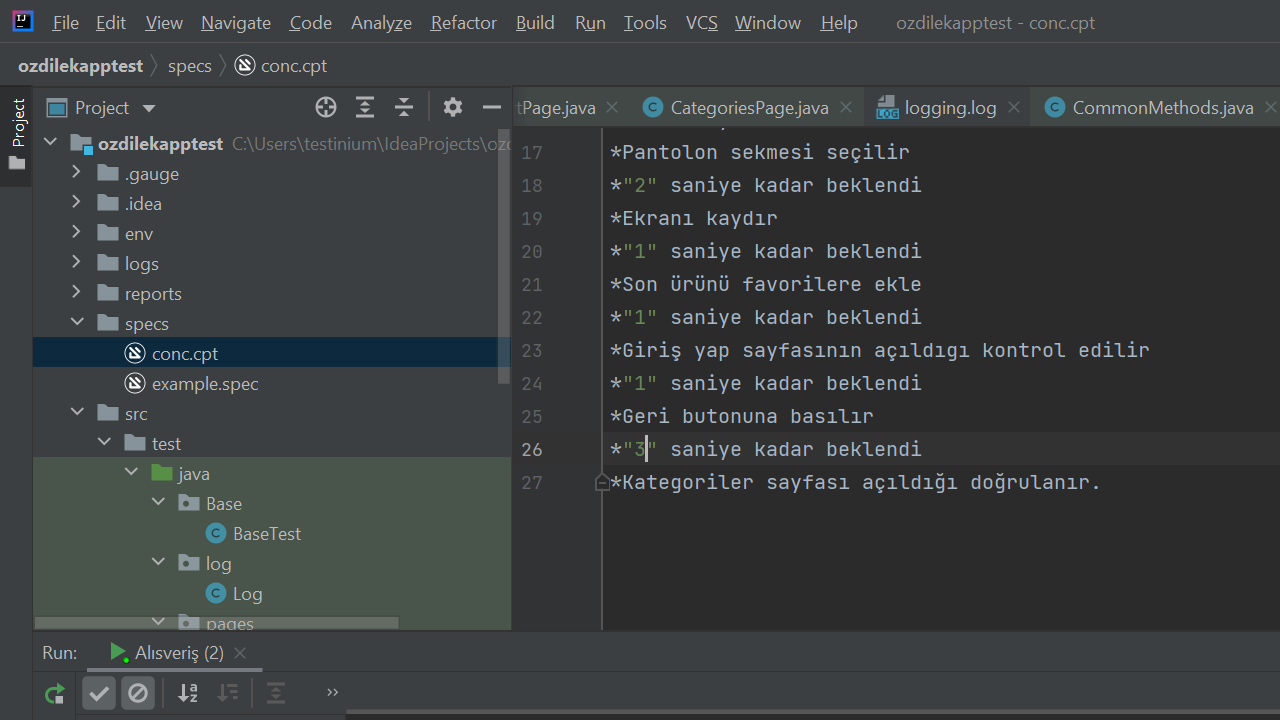 File Edit View Navigate Code Analyze Refactor Build Run Tools VCS Window Help ozdilekapptest - conc.cpt
ozdilekapptest specs conc.cpt
Project
Project
tPage.java CategoriesPage.java logging.log CommonMethods.java
ozdilekapptest C:\Users\testinium\IdeaProjects\ozd
.gauge
.idea
env
logs
reports
specs
conc.cpt
example.spec
src
test
java
Base
BaseTest
log
Log
pages
17 *Pantolon sekmesi seçilir
18 *"2" saniye kadar beklendi
19 *Ekranı kaydır
20 *"1" saniye kadar beklendi
21 *Son ürünü favorilere ekle
22 *"1" saniye kadar beklendi
23 *Giriş yap sayfasının açıldıgı kontrol edilir
24 *"1" saniye kadar beklendi
25 *Geri butonuna basılır
26 *"3" saniye kadar beklendi
27 *Kategoriler sayfası açıldığı doğrulanır.
Run: Alısveriş (2)